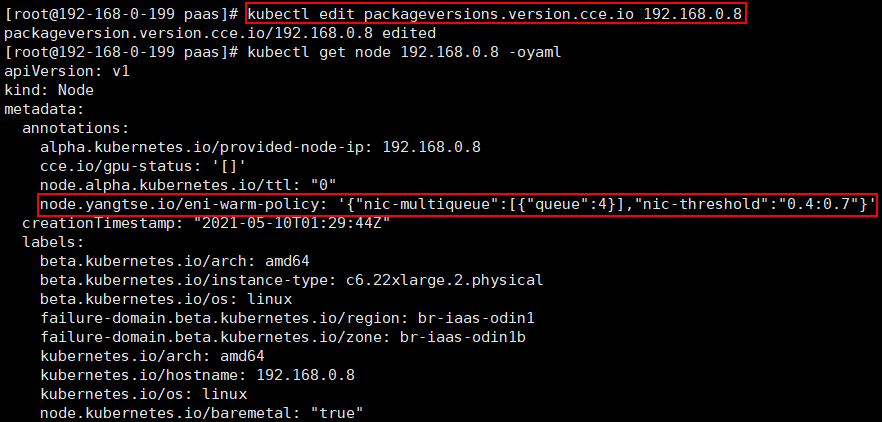 [root@192-168-0-199 paas]# kubectl edit packageversions.version.cce.io 192.168.0.8
packageversion.version.cce.io/192.168.0.8 edited
[root@192-168-0-199 paas]# kubectl get node 192.168.0.8 -oyaml
apiVersion: v1
kind: Node
metadata:
  annotations:
    alpha.kubernetes.io/provided-node-ip: 192.168.0.8
    cce.io/gpu-status: '[]'
    node.alpha.kubernetes.io/ttl: "0"
    node.yangtse.io/eni-warm-policy: '{"nic-multiqueue":[{"queue":4}],"nic-threshold":"0.4:0.7"}'
  creationTimestamp: "2021-05-10T01:29:44Z"
  labels:
    beta.kubernetes.io/arch: amd64
    beta.kubernetes.io/instance-type: c6.22xlarge.2.physical
    beta.kubernetes.io/os: linux
    failure-domain.beta.kubernetes.io/region: br-iaas-odin1
    failure-domain.beta.kubernetes.io/zone: br-iaas-odin1b
    kubernetes.io/arch: amd64
    kubernetes.io/hostname: 192.168.0.8
    kubernetes.io/os: linux
    node.kubernetes.io/baremetal: "true"